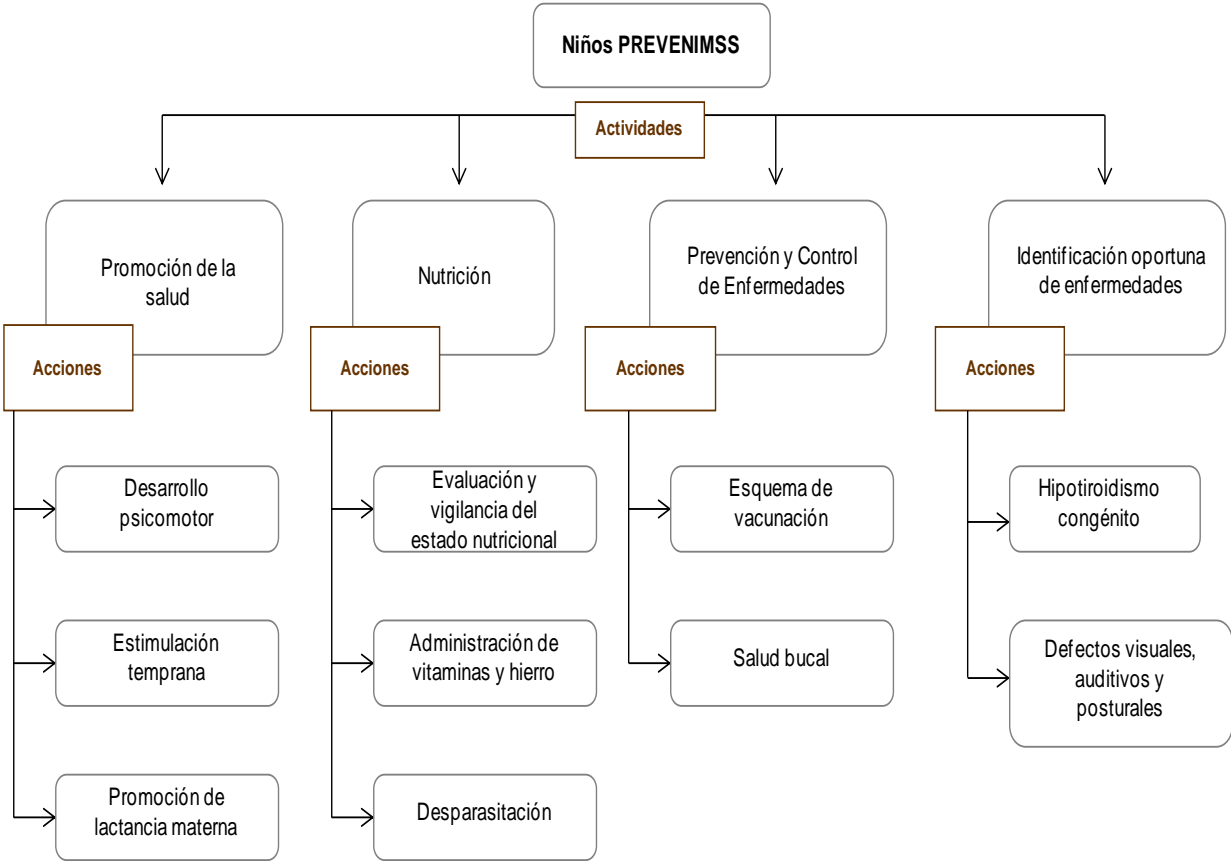 Niños PREVENIMSS
Actividades
Promoción de la
salud
Nutrición
Prevención y Control
de Enfermedades
Identificación oportuna
de enfermedades
Acciones
Acciones
Acciones
Acciones
Desarrollo
psicomotor
Evaluación y
vigilancia del
estado nutricional
Esquema de
vacunación
Hipotiroidismo
congénito
Estimulación
temprana
Administración de
vitaminas y hierro
Salud bucal
Defectos visuales,
auditivos y
posturales
Promoción de
lactancia materna
Desparasitación